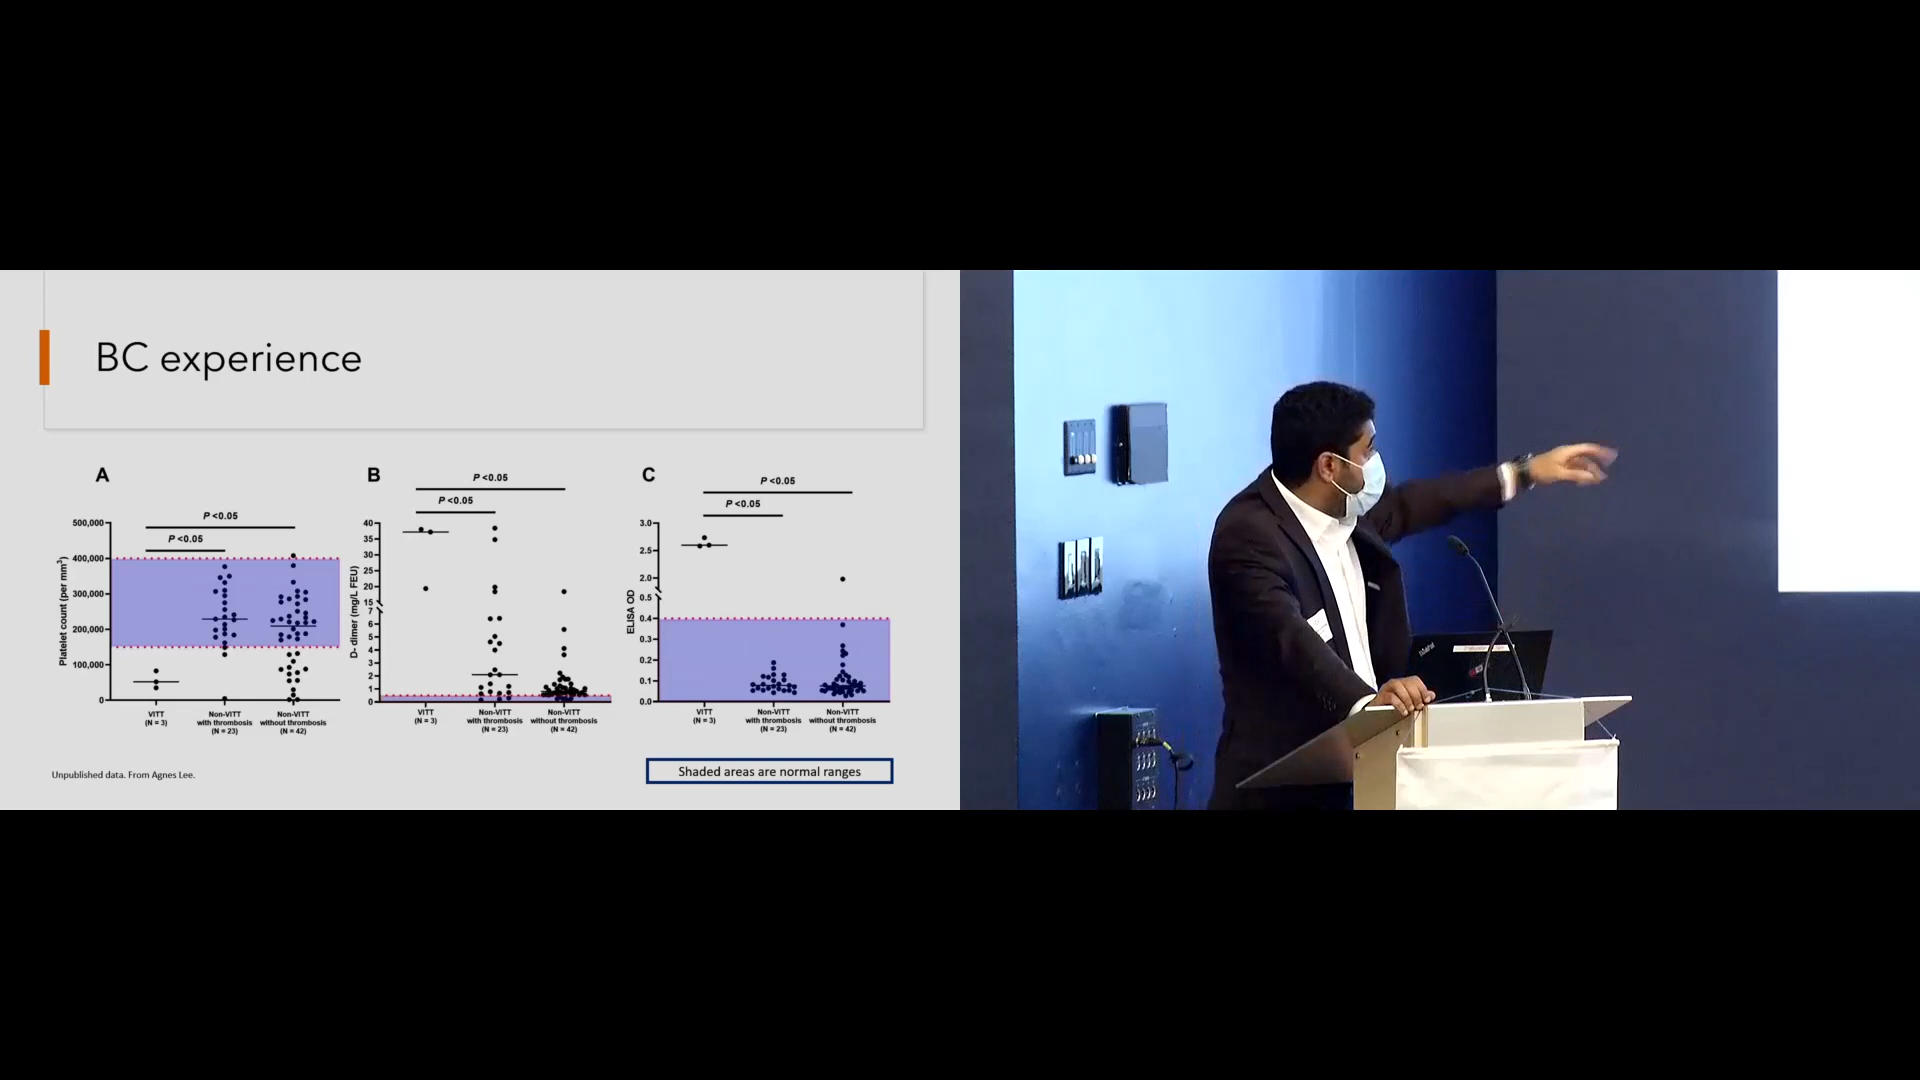 BC experience
A
P <0.05
P <0.05
500,000
400,000
300,000
200,000
100,000
0
Platelet count (per mm3)
VITT
(N = 3)
Non-VITT
with thrombosis
(N = 23)
Non-VITT
without thrombosis
(N = 42)
B
P <0.05
P <0.05
40
35
30
25
20
15
7
6
5
4
3
2
1
0
D- dimer (mg/L FEU)
VITT
(N = 3)
Non-VITT
with thrombosis
(N = 23)
Non-VITT
without thrombosis
(N = 42)
C
P <0.05
P <0.05
3.0
2.5
2.0
0.5
0.4
0.3
0.2
0.1
0.0
ELISA OD
VITT
(N = 3)
Non-VITT
with thrombosis
(N = 23)
Non-VITT
without thrombosis
(N = 42)
Unpublished data. From Agnes Lee.
Shaded areas are normal ranges